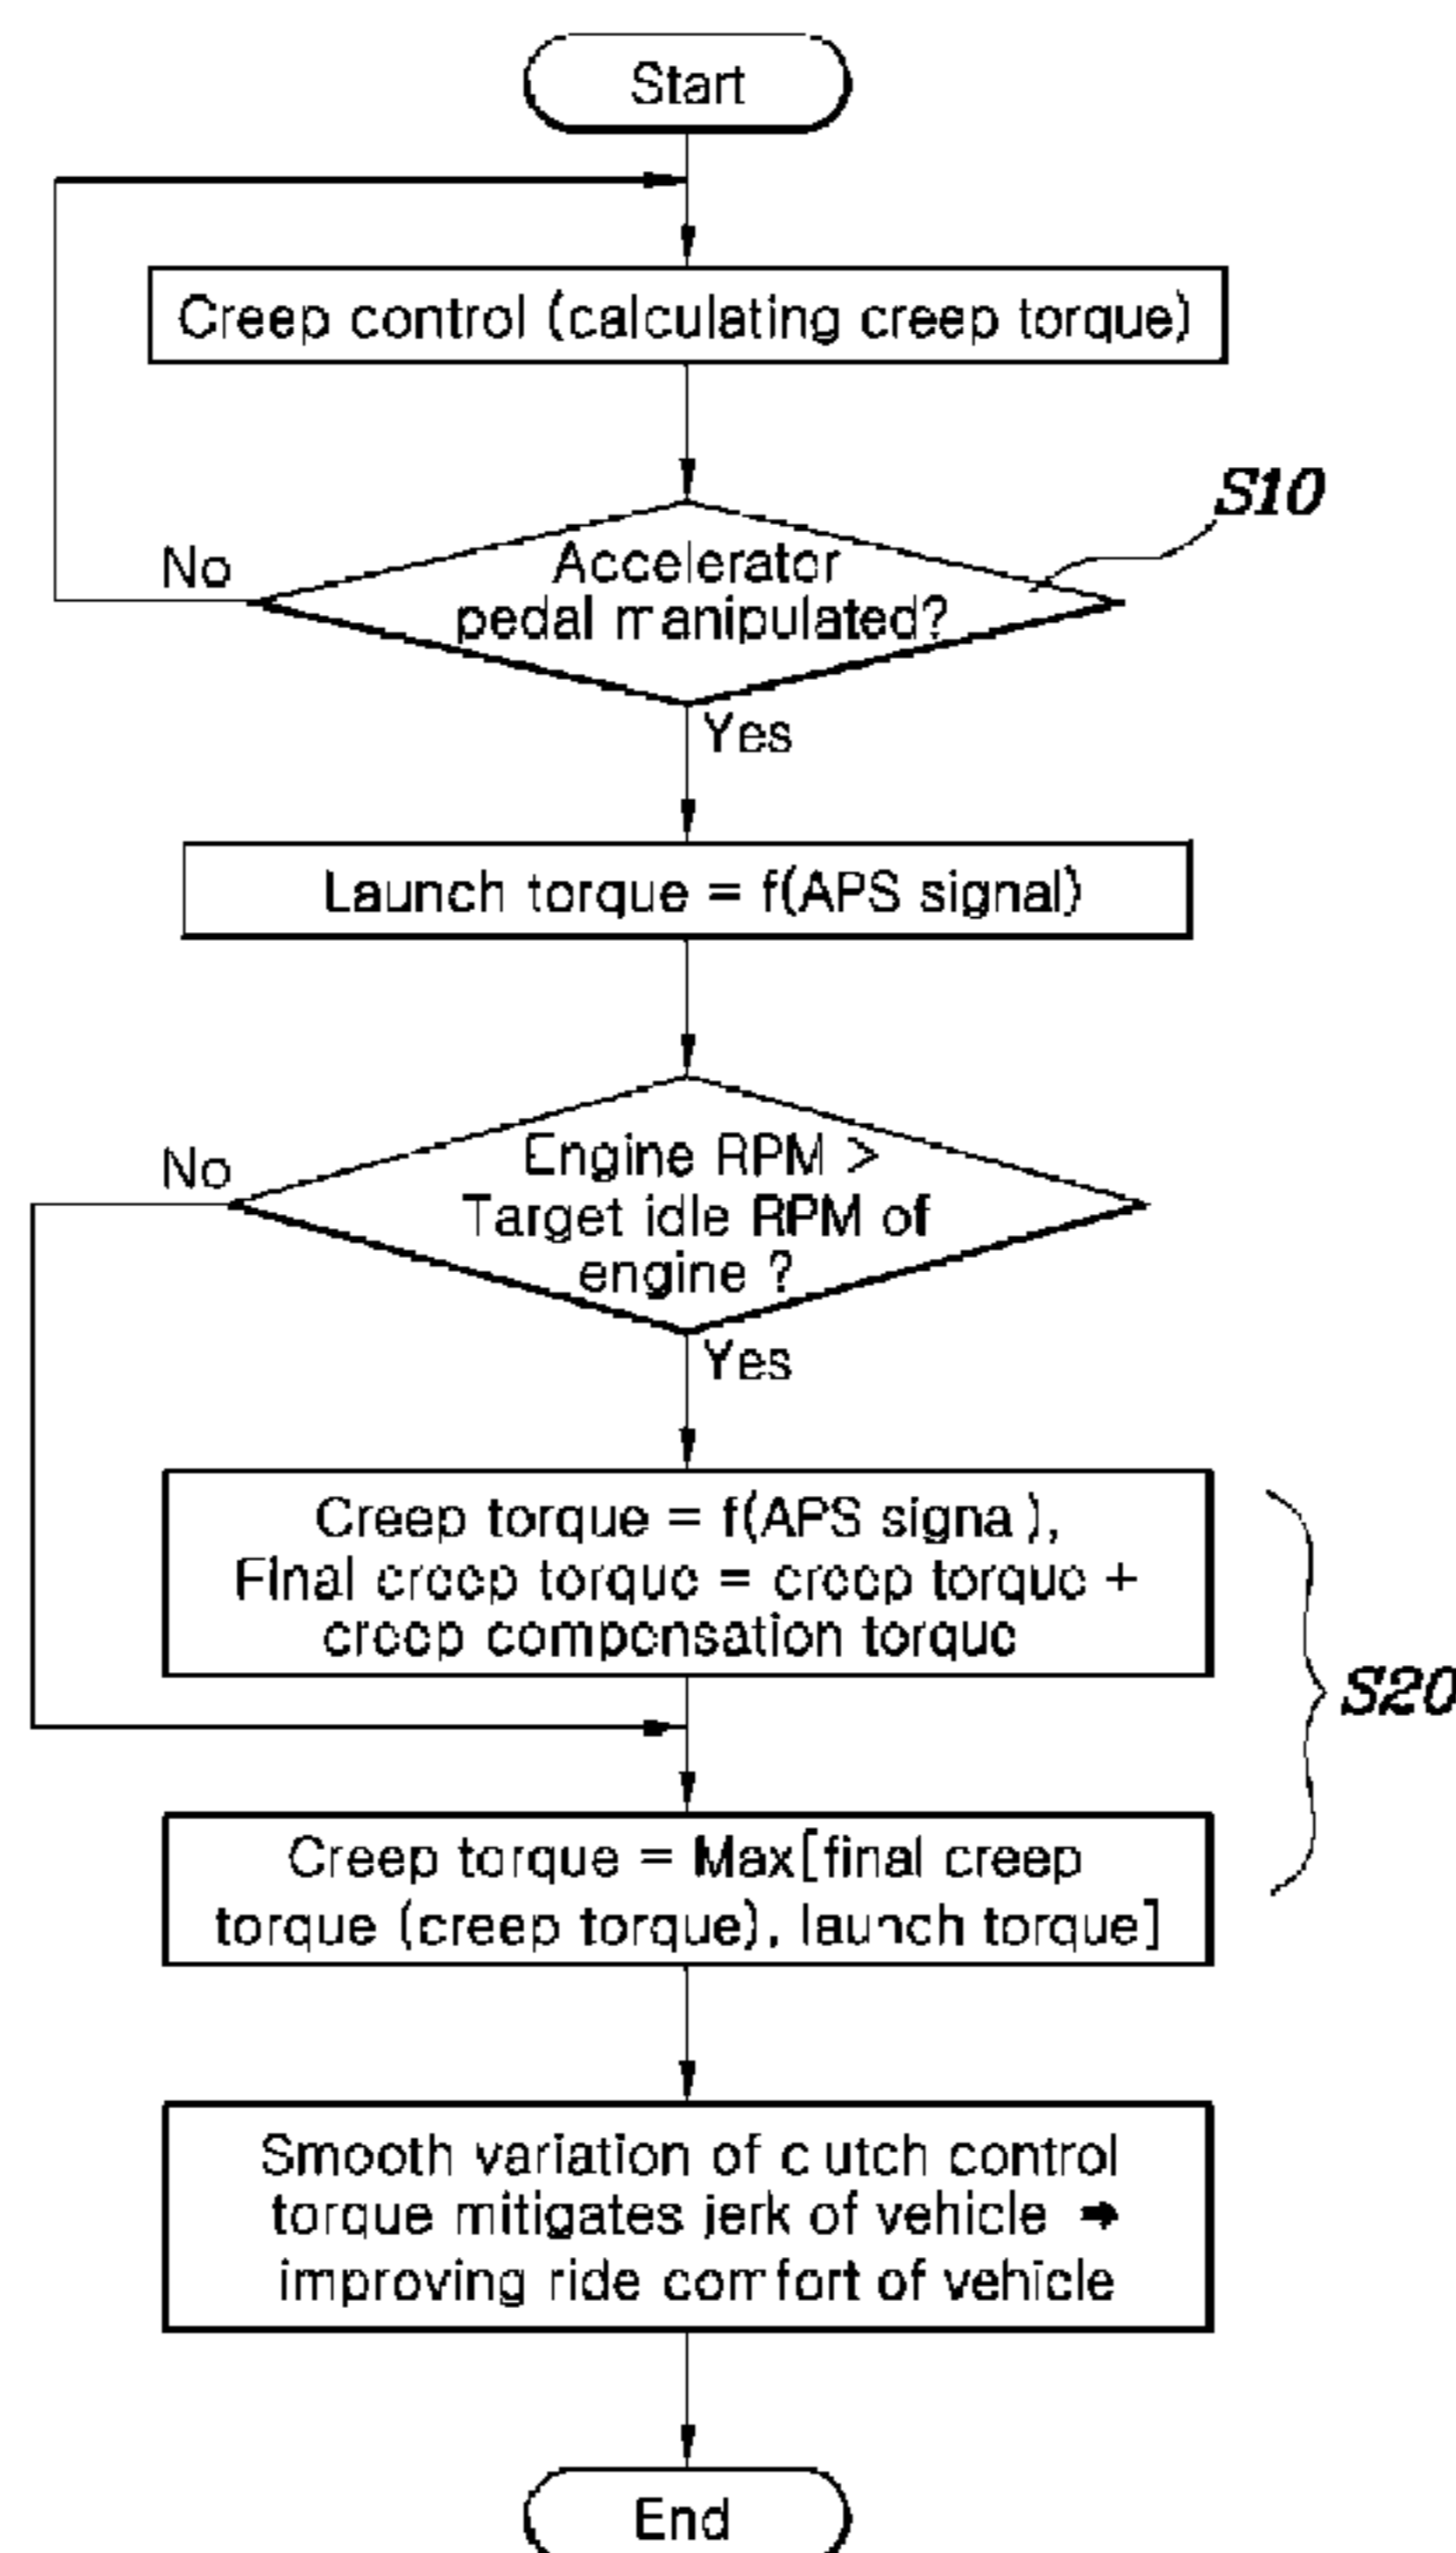 Start
Creep control (calculating creep torque)
S10
No
Accelerator
pedal manipulated?
Yes
Launch torque = f(APS signal)
No
Engine RPM >
Target idle RPM of
engine ?
Yes
Creep torque = f(APS signal),
Final creep torque = creep torque +
creep compensation torque
S20
Creep torque = Max[final creep
torque (creep torque), launch torque]
Smooth variation of clutch control
torque mitigates jerk of vehicle ➡
improving ride comfort of vehicle
End